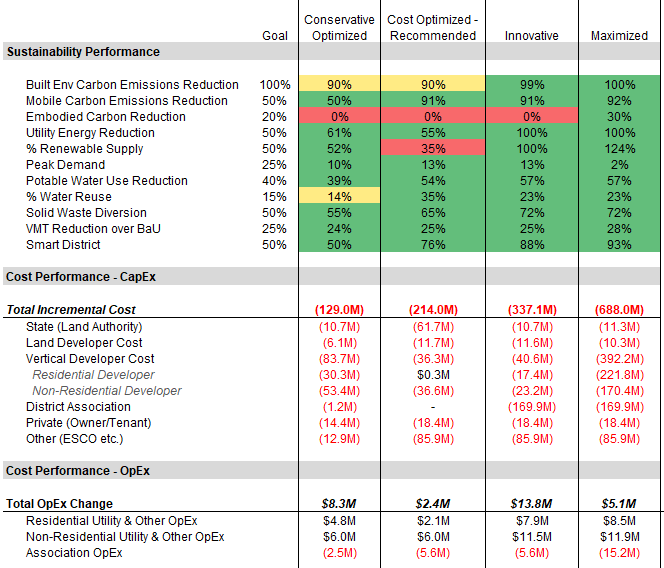 Goal Conservative Optimized Cost Optimized - Recommended Innovative Maximized
Sustainability Performance
Built Env Carbon Emissions Reduction 100% 90% 90% 99% 100%
Mobile Carbon Emissions Reduction 50% 50% 91% 91% 92%
Embodied Carbon Reduction 20% 0% 0% 0% 30%
Utility Energy Reduction 50% 61% 55% 100% 100%
% Renewable Supply 50% 52% 35% 100% 124%
Peak Demand 25% 10% 13% 13% 2%
Potable Water Use Reduction 40% 39% 54% 57% 57%
% Water Reuse 15% 14% 35% 23% 23%
Solid Waste Diversion 50% 55% 65% 72% 72%
VMT Reduction over BaU 25% 24% 25% 25% 28%
Smart District 50% 50% 76% 88% 93%
Cost Performance - CapEx
Total Incremental Cost (129.0M) (214.0M) (337.1M) (688.0M)
State (Land Authority) (10.7M) (61.7M) (10.7M) (11.3M)
Land Developer Cost (6.1M) (11.7M) (11.6M) (10.3M)
Vertical Developer Cost (83.7M) (36.3M) (40.6M) (392.2M)
Residential Developer (30.3M) $0.3M (17.4M) (221.8M)
Non-Residential Developer (53.4M) (36.6M) (23.2M) (170.4M)
District Association (1.2M) - (169.9M) (169.9M)
Private (Owner/Tenant) (14.4M) (18.4M) (18.4M) (18.4M)
Other (ESCO etc.) (12.9M) (85.9M) (85.9M) (85.9M)
Cost Performance - OpEx
Total OpEx Change $8.3M $2.4M $13.8M $5.1M
Residential Utility & Other OpEx $4.8M $2.1M $7.9M $8.5M
Non-Residential Utility & Other OpEx $6.0M $6.0M $11.5M $11.9M
Association OpEx (2.5M) (5.6M) (5.6M) (15.2M)